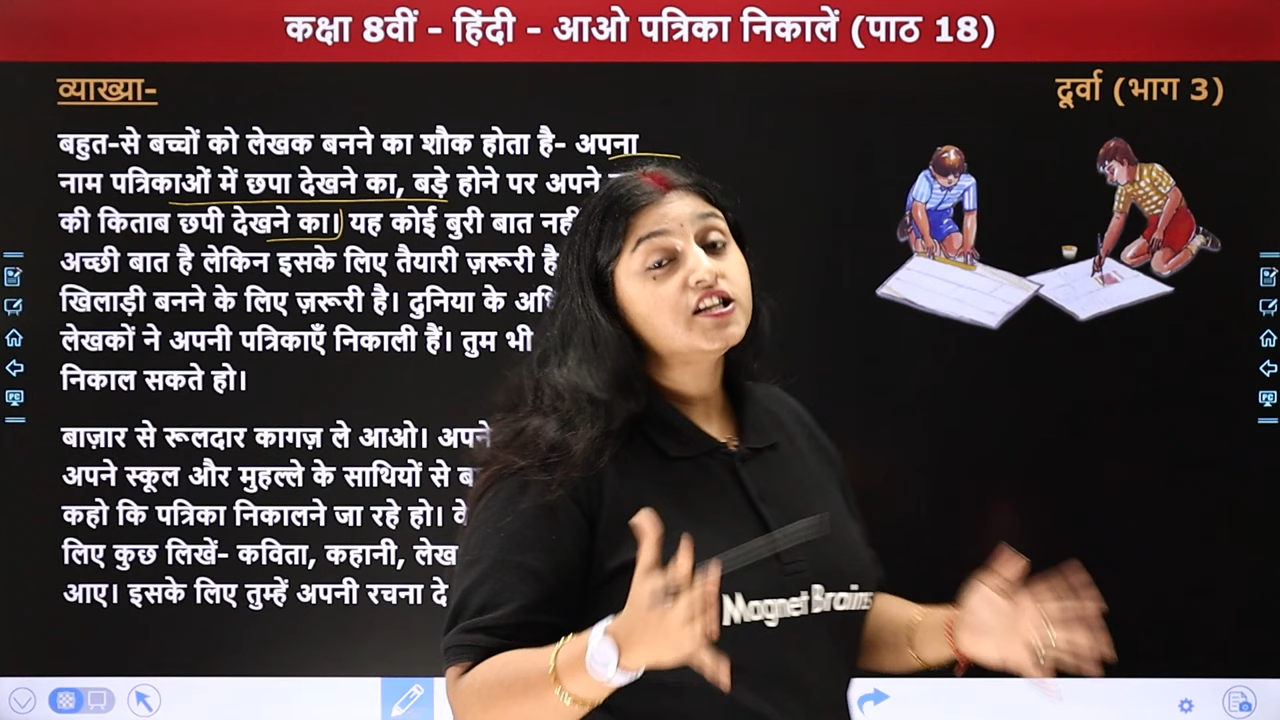 कक्षा 8वीं - हिंदी - आओ पत्रिका निकालें (पाठ 18)
व्याख्या-
दूर्वा (भाग 3)
बहुत-से बच्चों को लेखक बनने का शौक होता है- अपना
नाम पत्रिकाओं में छपा देखने का, बड़े होने पर अपने
की किताब छपी देखने का। यह कोई बुरी बात
अच्छी बात है लेकिन इसके लिए तैयारी ज़रूरी है
खिलाड़ी बनने के लिए ज़रूरी है। दुनिया के
लेखकों ने अपनी पत्रिकाएँ निकाली हैं। तुम भी
निकाल सकते हो।
बाज़ार से रूलदार कागज़ ले आओ। अपने
अपने स्कूल और मुहल्ले के साथियों से
कहो कि पत्रिका निकालने जा रहे हो। वे
लिए कुछ लिखें- कविता, कहानी, लेख
आए। इसके लिए तुम्हें अपनी रचना दे
Magnet Brains
PC
PC